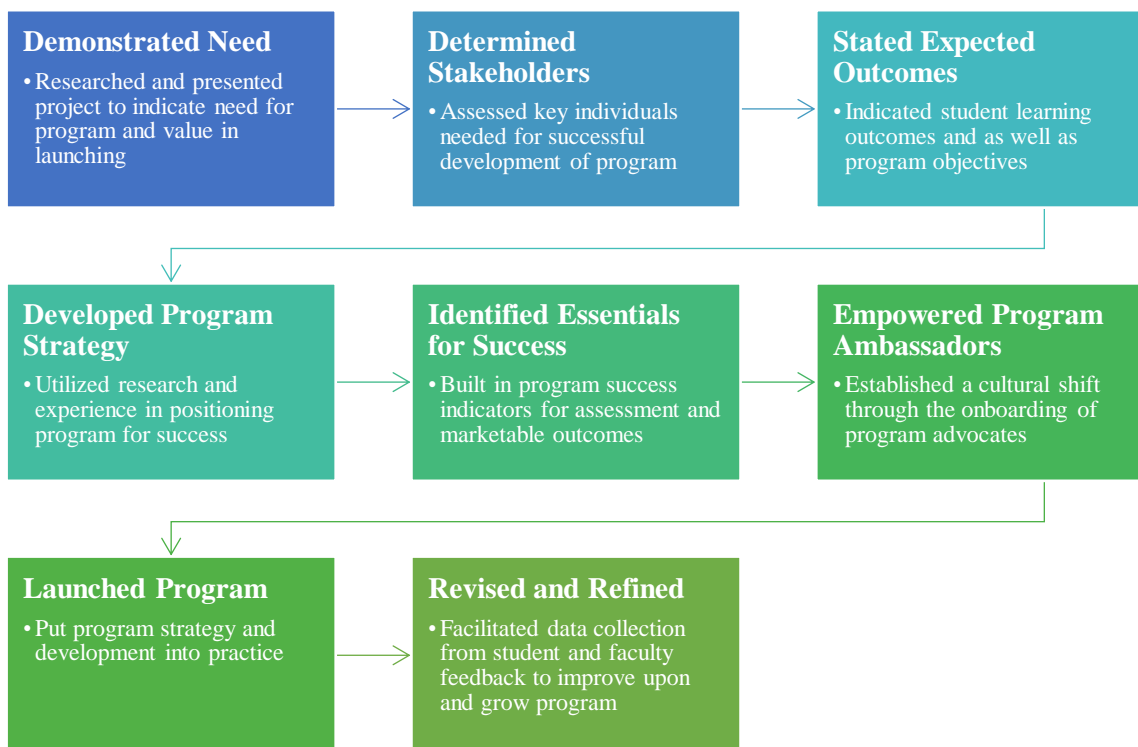 Demonstrated Need
• Researched and presented
project to indicate need for
program and value in
launching
Determined
Stakeholders
• Assessed key individuals
needed for successful
development of program
Stated Expected
Outcomes
• Indicated student learning
outcomes and as well as
program objectives
Developed Program
Strategy
• Utilized research and
experience in positioning
program for success
Identified Essentials
for Success
• Built in program success
indicators for assessment and
marketable outcomes
Empowered Program
Ambassadors
• Established a cultural shift
through the onboarding of
program advocates
Launched Program
• Put program strategy and
development into practice
Revised and Refined
• Facilitated data collection
from student and faculty
feedback to improve upon
and grow program